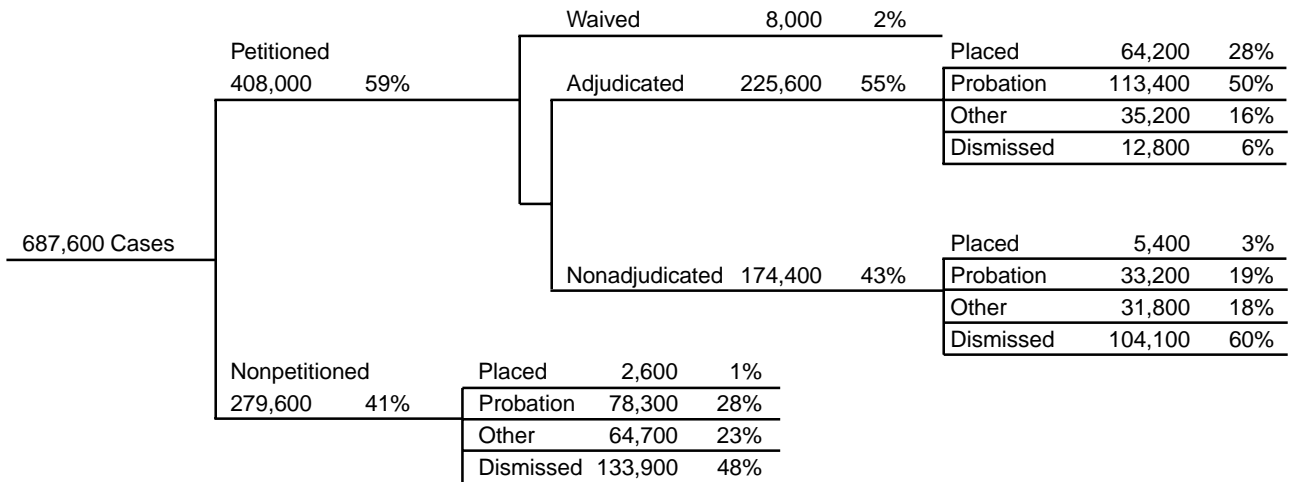 Waived 8,000 2%
Petitioned
408,000 59%
Adjudicated 225,600 55%
Placed 64,200 28%
Probation 113,400 50%
Other 35,200 16%
Dismissed 12,800 6%
687,600 Cases
Nonadjudicated 174,400 43%
Placed 5,400 3%
Probation 33,200 19%
Other 31,800 18%
Dismissed 104,100 60%
Nonpetitioned
279,600 41%
Placed 2,600 1%
Probation 78,300 28%
Other 64,700 23%
Dismissed 133,900 48%